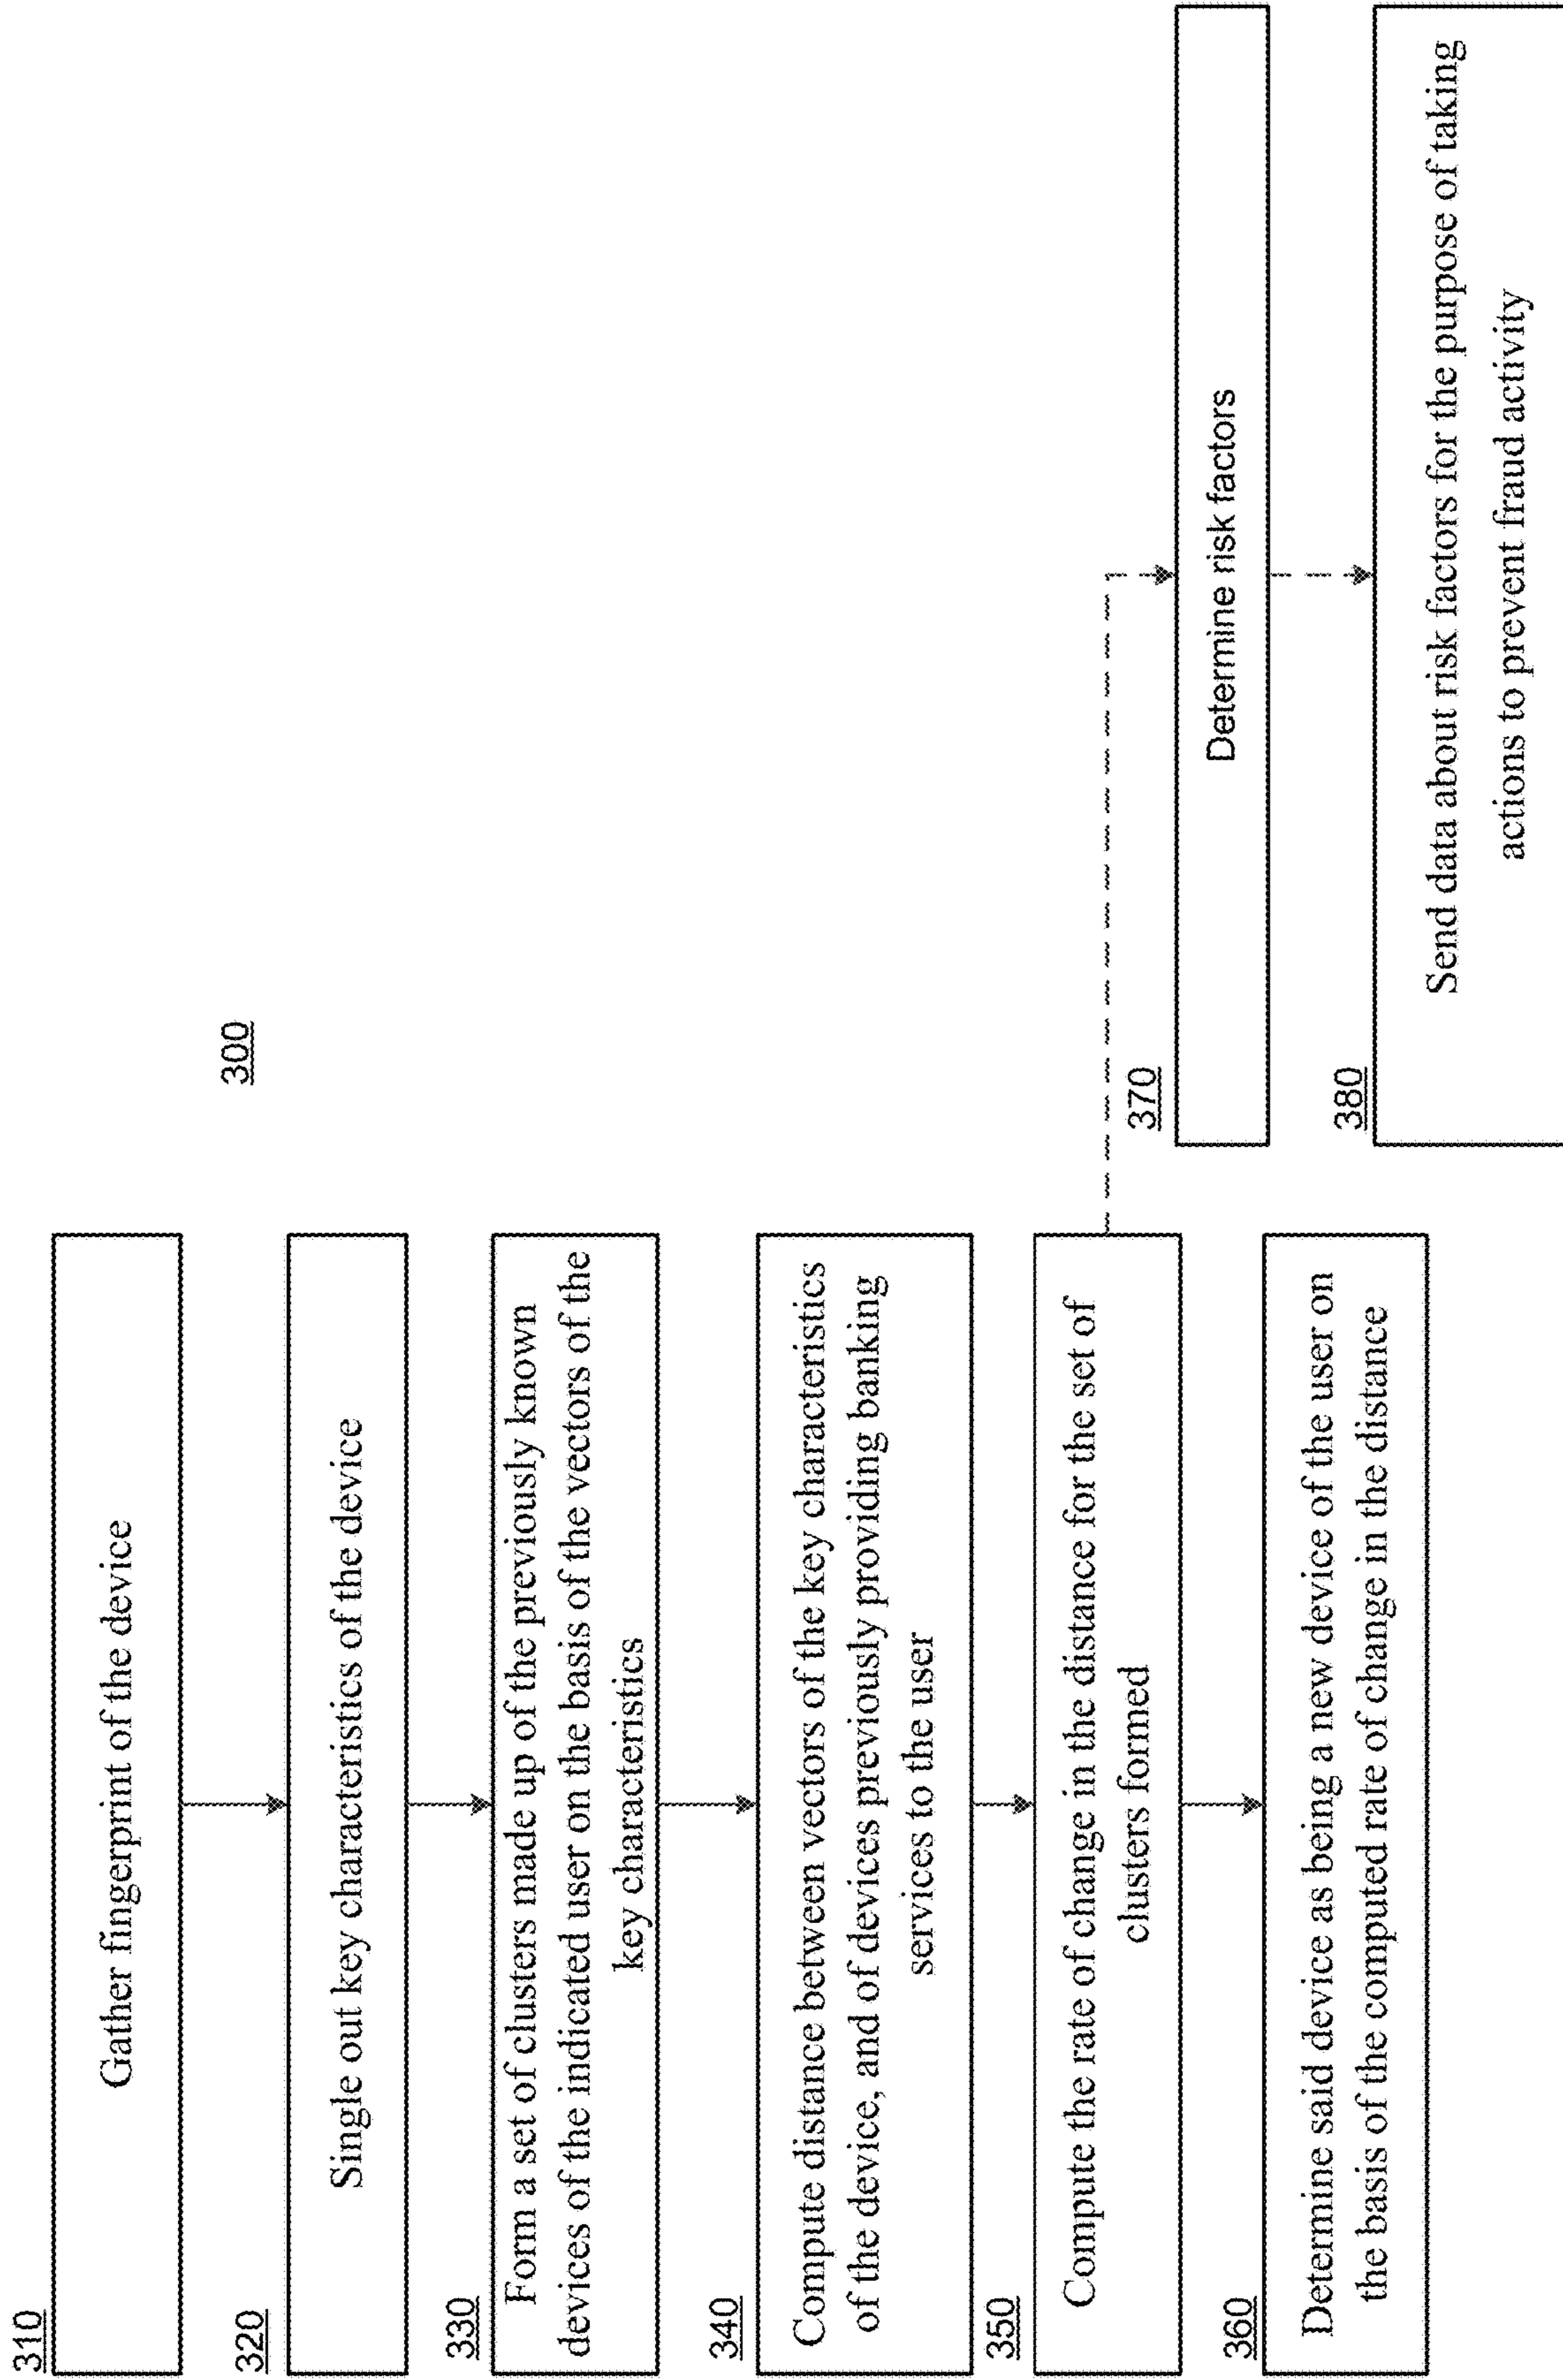 300
310
Gather fingerprint of the device
320
Single out key characteristics of the device
330
Form a set of clusters made up of the previously known
devices of the indicated user on the basis of the vectors of the
key characteristics
340
Compute distance between vectors of the key characteristics
of the device, and of devices previously providing banking
services to the user
350
Compute the rate of change in the distance for the set of
clusters formed
360
Determine said device as being a new device of the user on
the basis of the computed rate of change in the distance
370
Determine risk factors
380
Send data about risk factors for the purpose of taking
actions to prevent fraud activity